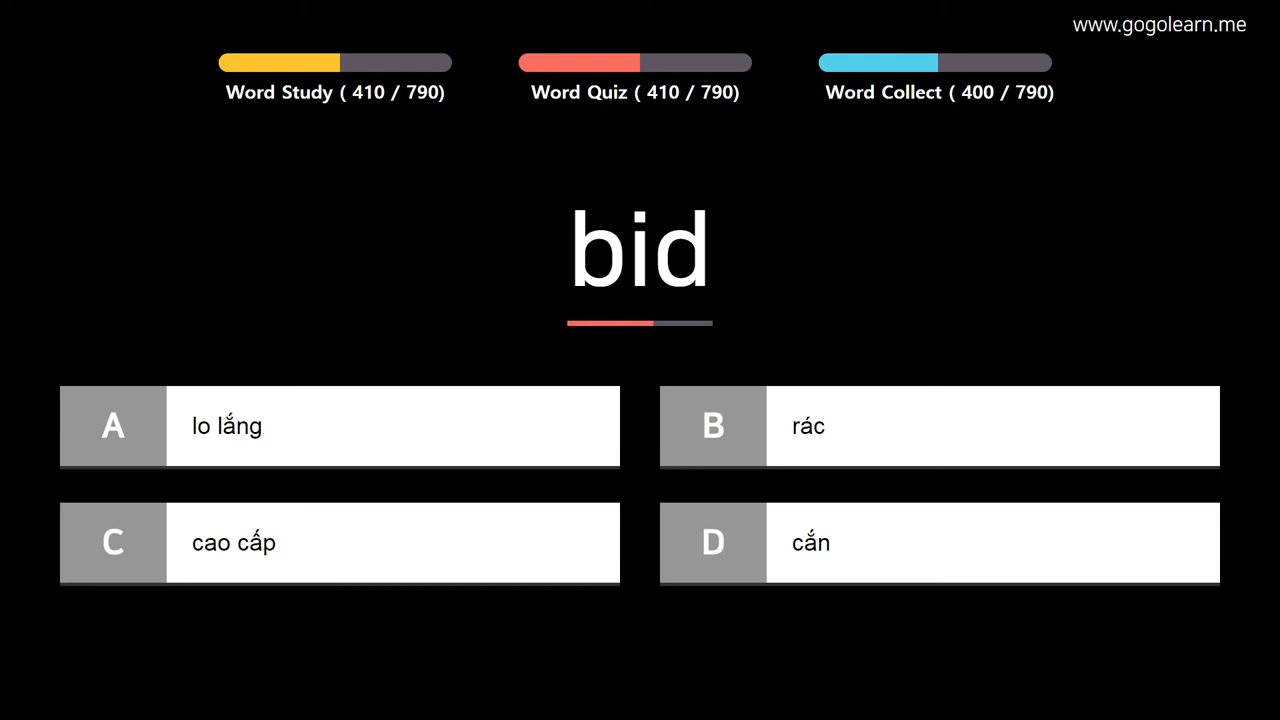 www.gogolearn.me
Word Study ( 410 / 790)
Word Quiz ( 410 / 790)
Word Collect ( 400 / 790)
bid
A lo lắng
B rác
C cao cấp
D cắn